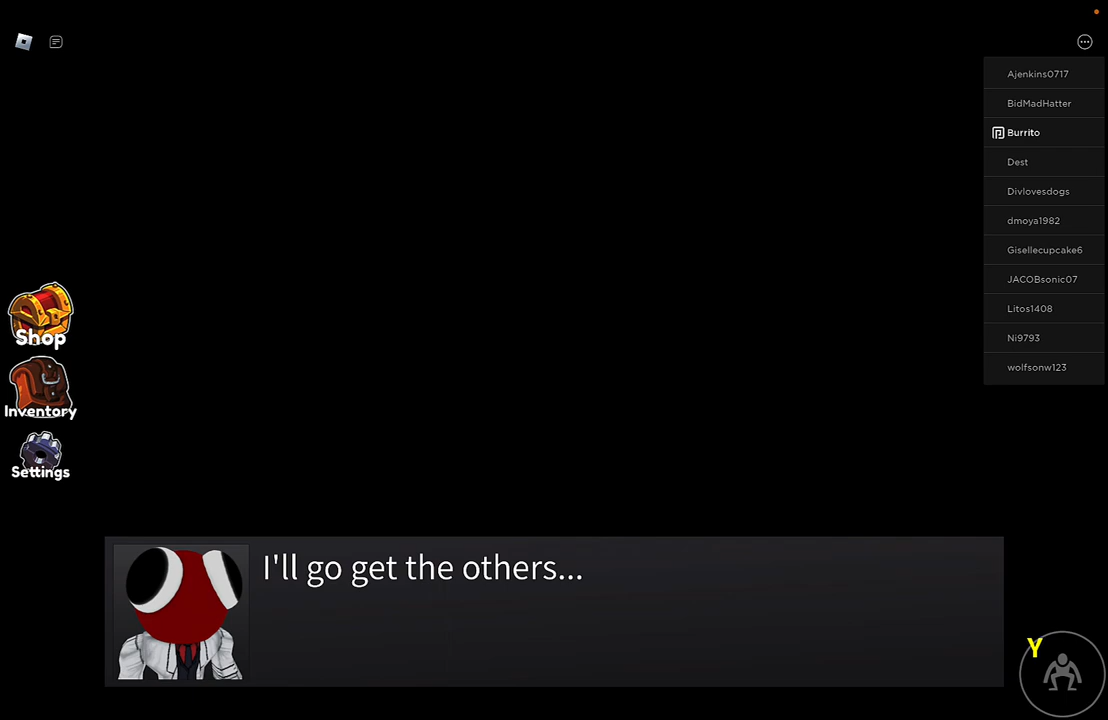 Ajenkins0717
BidMadHatter
Burrito
Dest
Divlovesdogs
dmoya1982
Gisellecupcake6
JACOBsonic07
Litos1408
Ni9793
wolfsonw123
Shop
Inventory
Settings
I'll go get the others...
Y